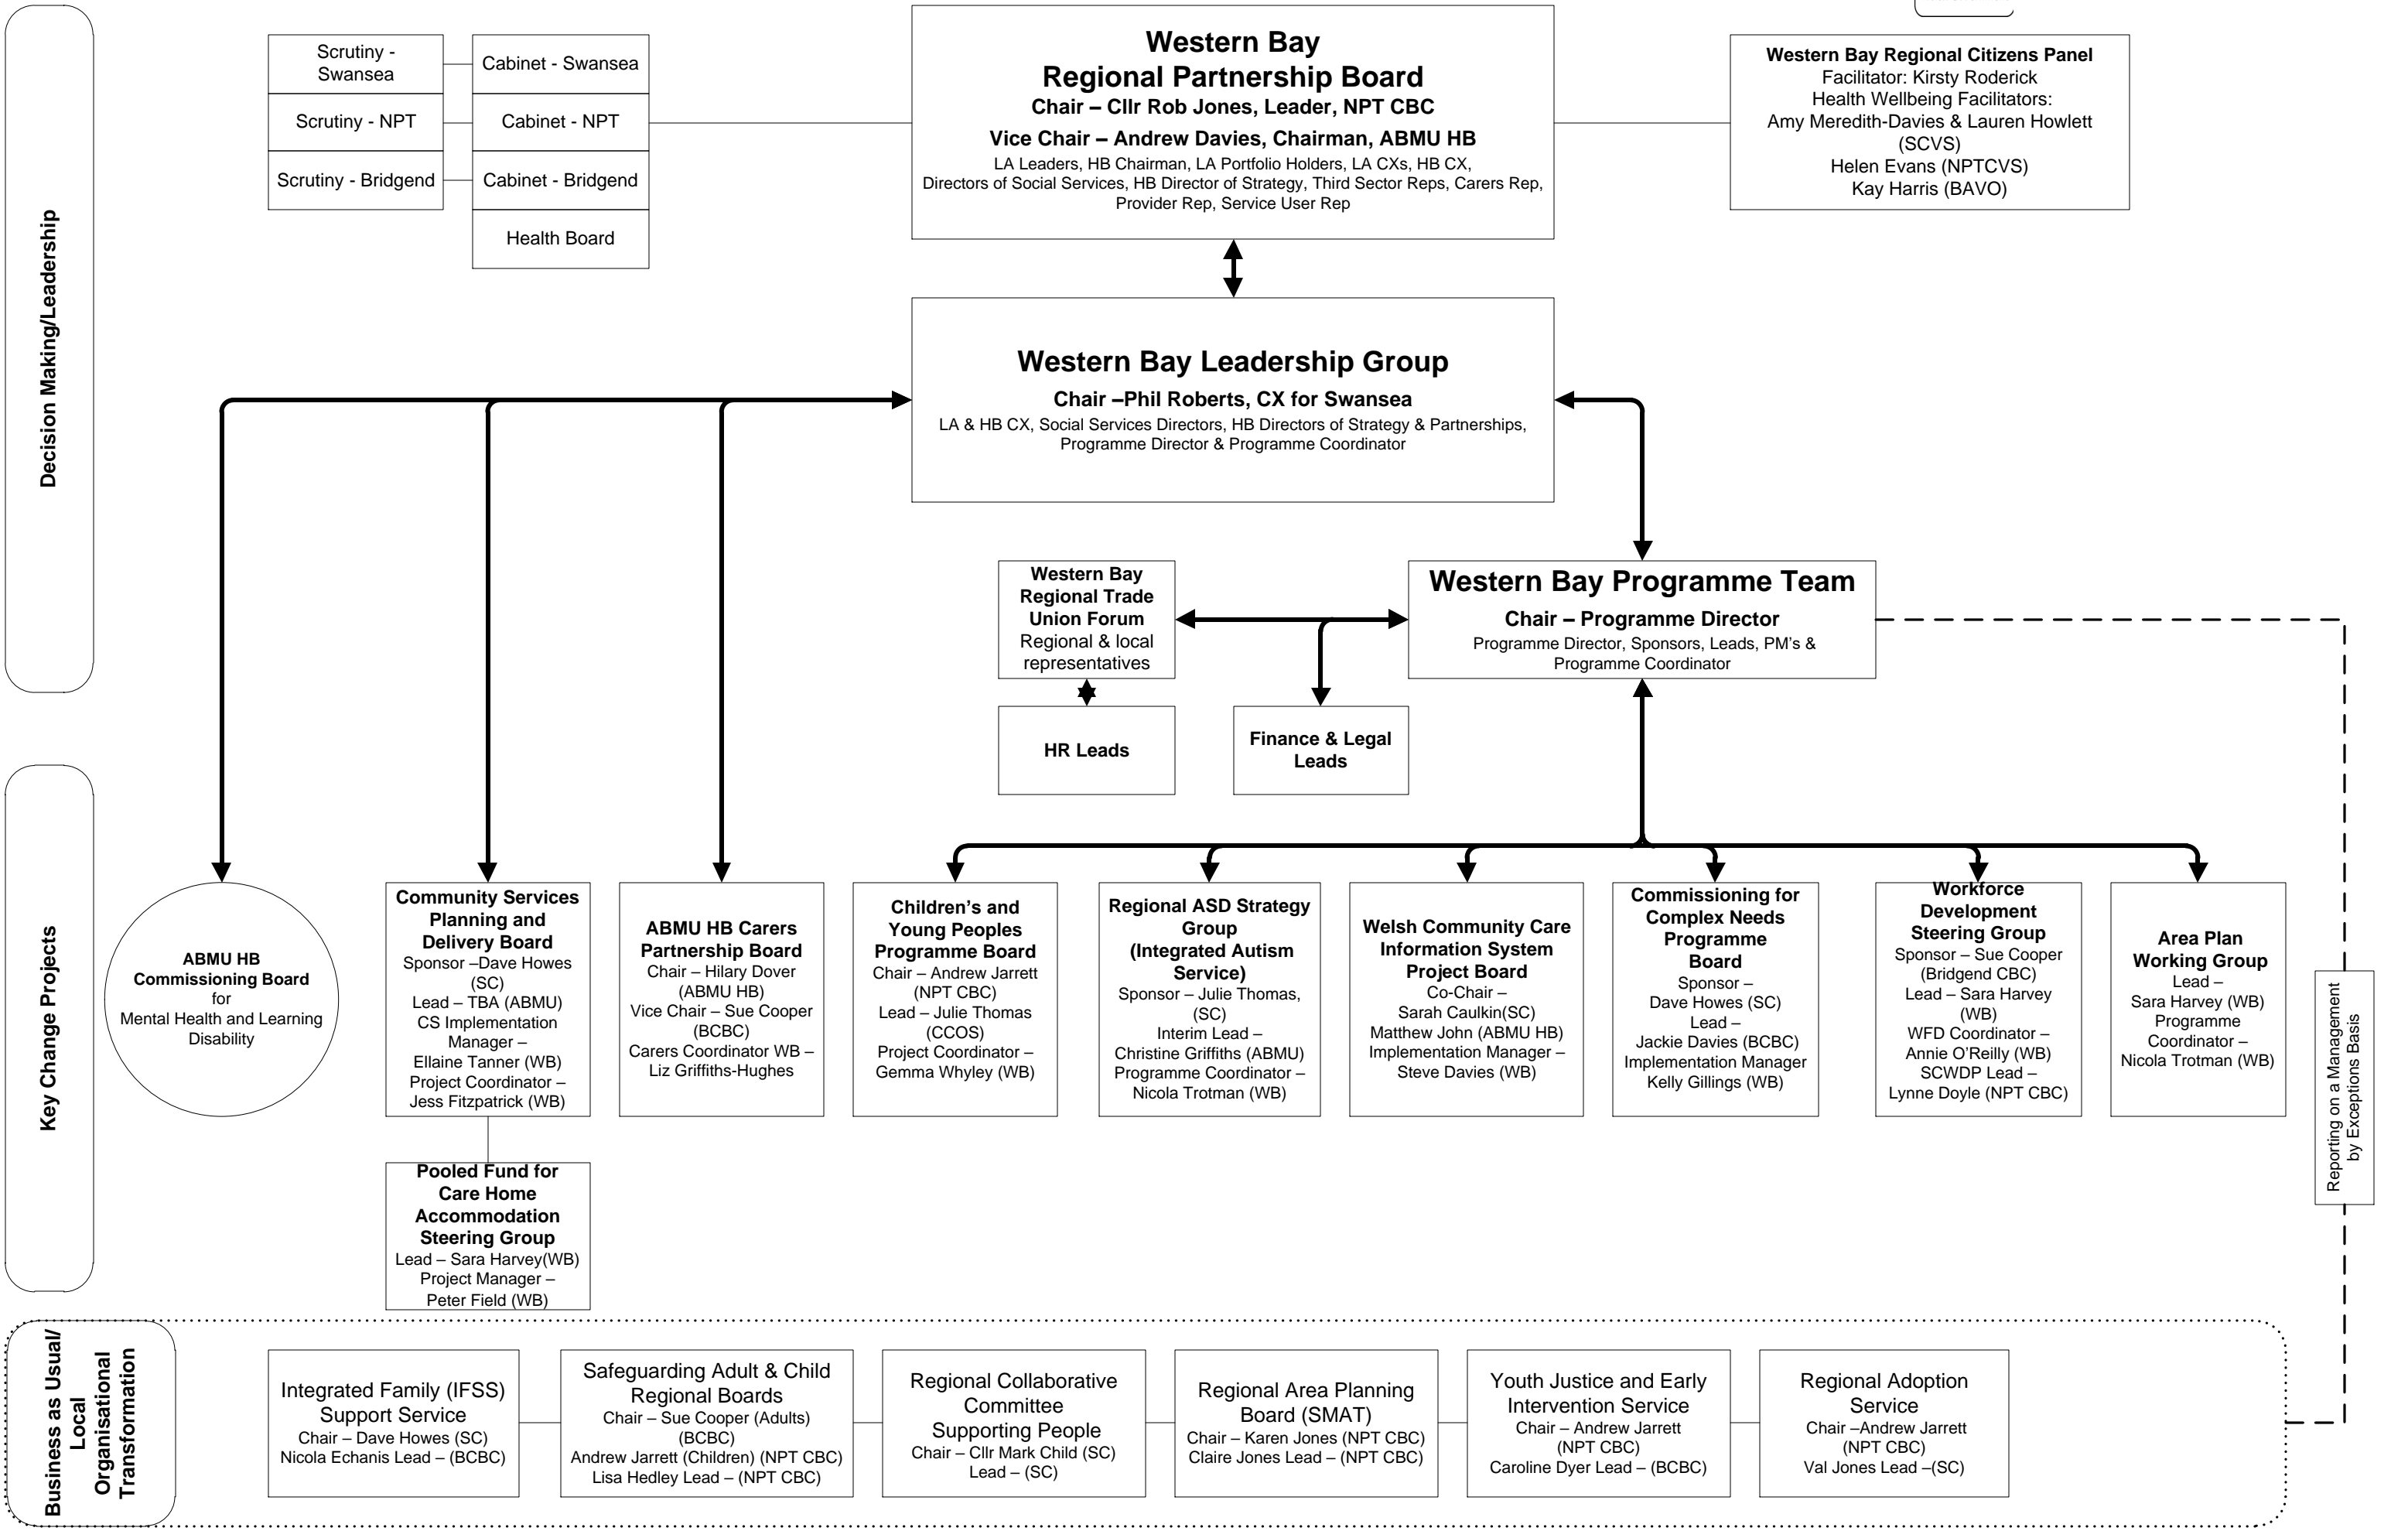 Decision Making/Leadership
Scrutiny -
Swansea
Cabinet - Swansea
Scrutiny - NPT
Cabinet - NPT
Scrutiny - Bridgend
Cabinet - Bridgend
Health Board
Western Bay
Regional Partnership Board
Chair – Cllr Rob Jones, Leader, NPT CBC
Vice Chair – Andrew Davies, Chairman, ABMU HB
LA Leaders, HB Chairman, LA Portfolio Holders, LA CXs, HB CX,
Directors of Social Services, HB Director of Strategy, Third Sector Reps, Carers Rep,
Provider Rep, Service User Rep
Western Bay Regional Citizens Panel
Facilitator: Kirsty Roderick
Health Wellbeing Facilitators:
Amy Meredith-Davies & Lauren Howlett
(SCVS)
Helen Evans (NPTCVS)
Kay Harris (BAVO)
Western Bay Leadership Group
Chair –Phil Roberts, CX for Swansea
LA & HB CX, Social Services Directors, HB Directors of Strategy & Partnerships,
Programme Director & Programme Coordinator
Western Bay
Regional Trade
Union Forum
Regional & local
representatives
Western Bay Programme Team
Chair – Programme Director
Programme Director, Sponsors, Leads, PM's &
Programme Coordinator
HR Leads
Finance & Legal
Leads
Key Change Projects
ABMU HB
Commissioning Board
for
Mental Health and Learning
Disability
Community Services
Planning and
Delivery Board
Sponsor –Dave Howes
(SC)
Lead – TBA (ABMU)
CS Implementation
Manager –
Ellaine Tanner (WB)
Project Coordinator –
Jess Fitzpatrick (WB)
ABMU HB Carers
Partnership Board
Chair – Hilary Dover
(ABMU HB)
Vice Chair – Sue Cooper
(BCBC)
Carers Coordinator WB –
Liz Griffiths-Hughes
Children's and
Young Peoples
Programme Board
Chair – Andrew Jarrett
(NPT CBC)
Lead – Julie Thomas
(CCOS)
Project Coordinator –
Gemma Whyley (WB)
Regional ASD Strategy
Group
(Integrated Autism
Service)
Sponsor – Julie Thomas,
(SC)
Interim Lead –
Christine Griffiths (ABMU)
Programme Coordinator –
Nicola Trotman (WB)
Welsh Community Care
Information System
Project Board
Co-Chair –
Sarah Caulkin(SC)
Matthew John (ABMU HB)
Implementation Manager –
Steve Davies (WB)
Commissioning for
Complex Needs
Programme
Board
Sponsor –
Dave Howes (SC)
Lead –
Jackie Davies (BCBC)
Implementation Manager
Kelly Gillings (WB)
Workforce
Development
Steering Group
Sponsor – Sue Cooper
(Bridgend CBC)
Lead – Sara Harvey
(WB)
WFD Coordinator –
Annie O'Reilly (WB)
SCWDP Lead –
Lynne Doyle (NPT CBC)
Area Plan
Working Group
Lead –
Sara Harvey (WB)
Programme
Coordinator –
Nicola Trotman (WB)
Reporting on a Management
by Exceptions Basis
Pooled Fund for
Care Home
Accommodation
Steering Group
Lead – Sara Harvey(WB)
Project Manager –
Peter Field (WB)
Business as Usual/
Local
Organisational
Transformation
Integrated Family (IFSS)
Support Service
Chair – Dave Howes (SC)
Nicola Echanis Lead – (BCBC)
Safeguarding Adult & Child
Regional Boards
Chair – Sue Cooper (Adults)
(BCBC)
Andrew Jarrett (Children) (NPT CBC)
Lisa Hedley Lead – (NPT CBC)
Regional Collaborative
Committee
Supporting People
Chair – Cllr Mark Child (SC)
Lead – (SC)
Regional Area Planning
Board (SMAT)
Chair – Karen Jones (NPT CBC)
Claire Jones Lead – (NPT CBC)
Youth Justice and Early
Intervention Service
Chair – Andrew Jarrett
(NPT CBC)
Caroline Dyer Lead – (BCBC)
Regional Adoption
Service
Chair –Andrew Jarrett
(NPT CBC)
Val Jones Lead –(SC)